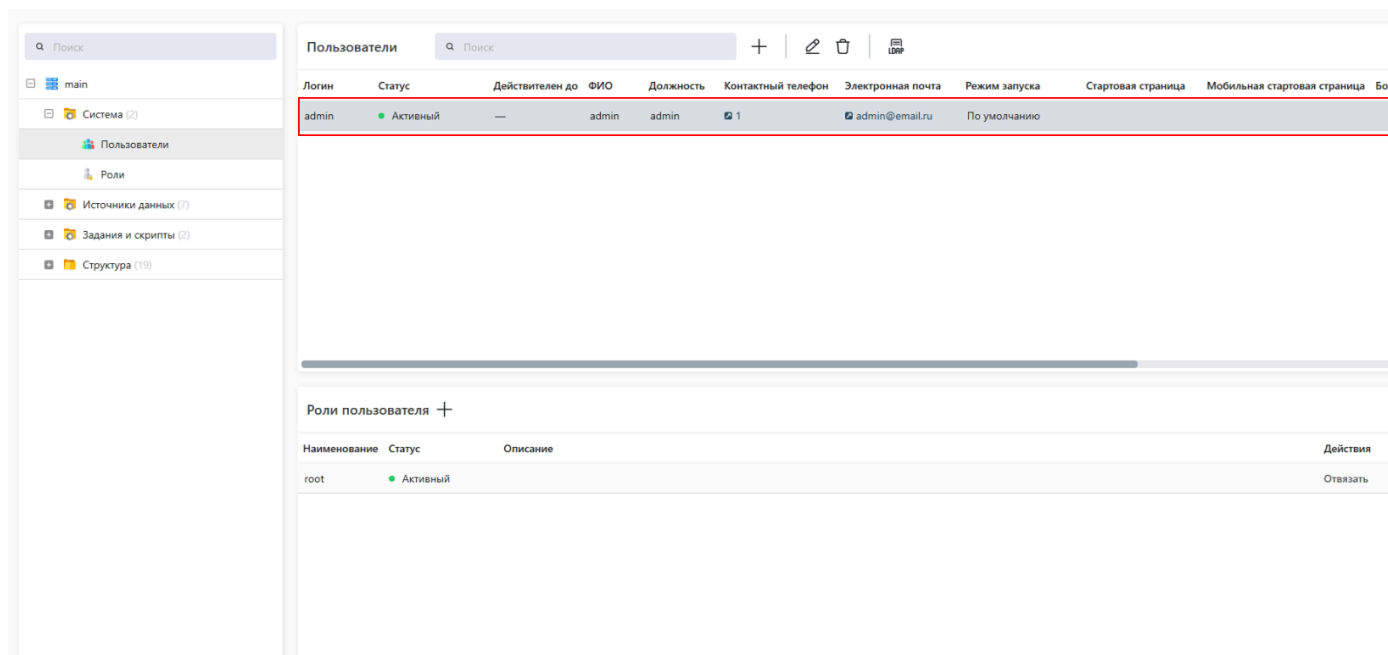 Поиск
main
Система (2)
Пользователи
Роли
Источники данных (7)
Задания и скрипты (2)
Структура (19)
Пользователи Поиск LDAP
Логин Статус Действителен до ФИО Должность Контактный телефон Электронная почта Режим запуска Стартовая страница Мобильная стартовая страница Бо
admin Активный — admin admin 1 admin@email.ru По умолчанию
Роли пользователя
Наименование Статус Описание Действия
root Активный Отвязать